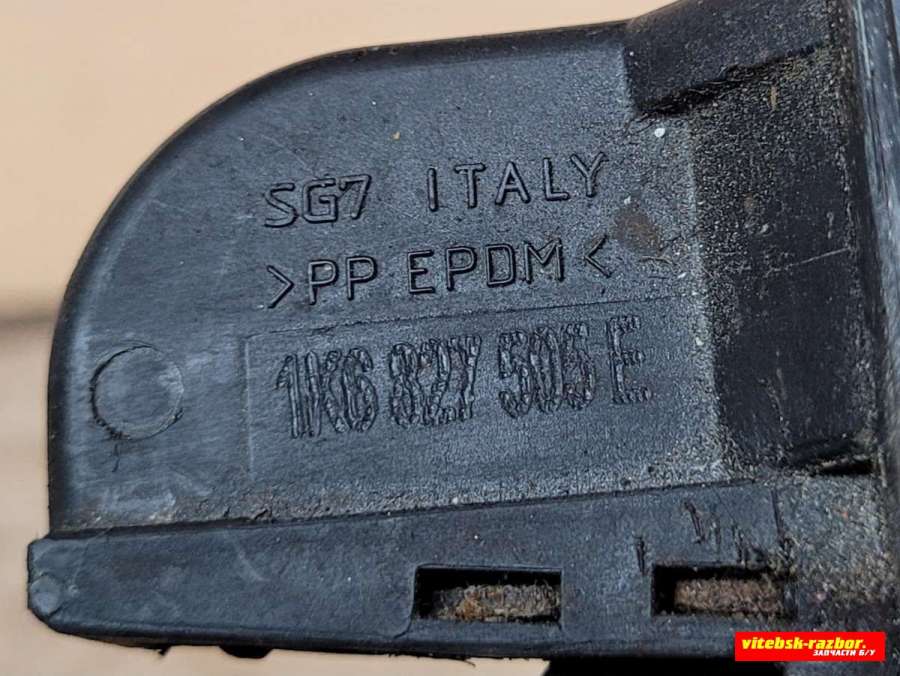 SG7 ITALY
>PP EPDM<
1K6 827 505 E
vitebsk-razbor.
ЗАПЧАСТИ Б/У